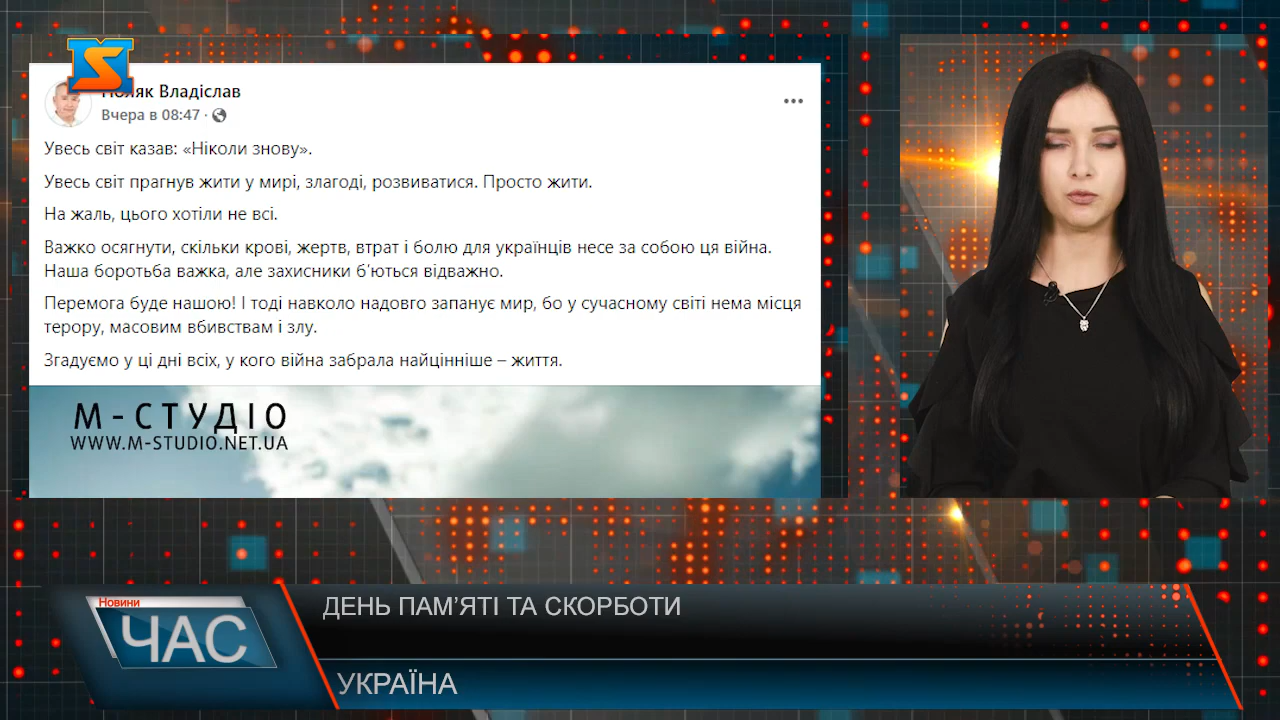 Поляк Владіслав
Вчера в 08:47 ·
Увесь світ казав: «Ніколи знову».
Увесь світ прагнув жити у мирі, злагоді, розвиватися. Просто жити.
На жаль, цього хотіли не всі.
Важко осягнути, скільки крові, жертв, втрат і болю для українців несе за собою ця війна.
Наша боротьба важка, але захисники б’ються відважно.
Перемога буде нашою! І тоді навколо надовго запанує мир, бо у сучасному світі нема місця
терору, масовим вбивствам і злу.
Згадуємо у ці дні всіх, у кого війна забрала найцінніше – життя.
М-СТУДІО
WWW.M-STUDIO.NET.UA
ДЕНЬ ПАМ’ЯТІ ТА СКОРБОТИ
Новини
ЧАС
УКРАЇНА